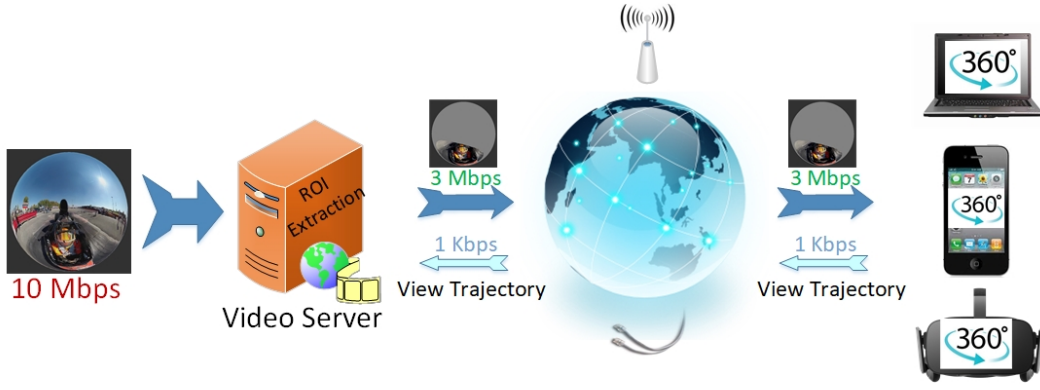 10 Mbps
ROI
Extraction
Video Server
3 Mbps
1 Kbps
View Trajectory
3 Mbps
1 Kbps
View Trajectory
360°
360°
360°